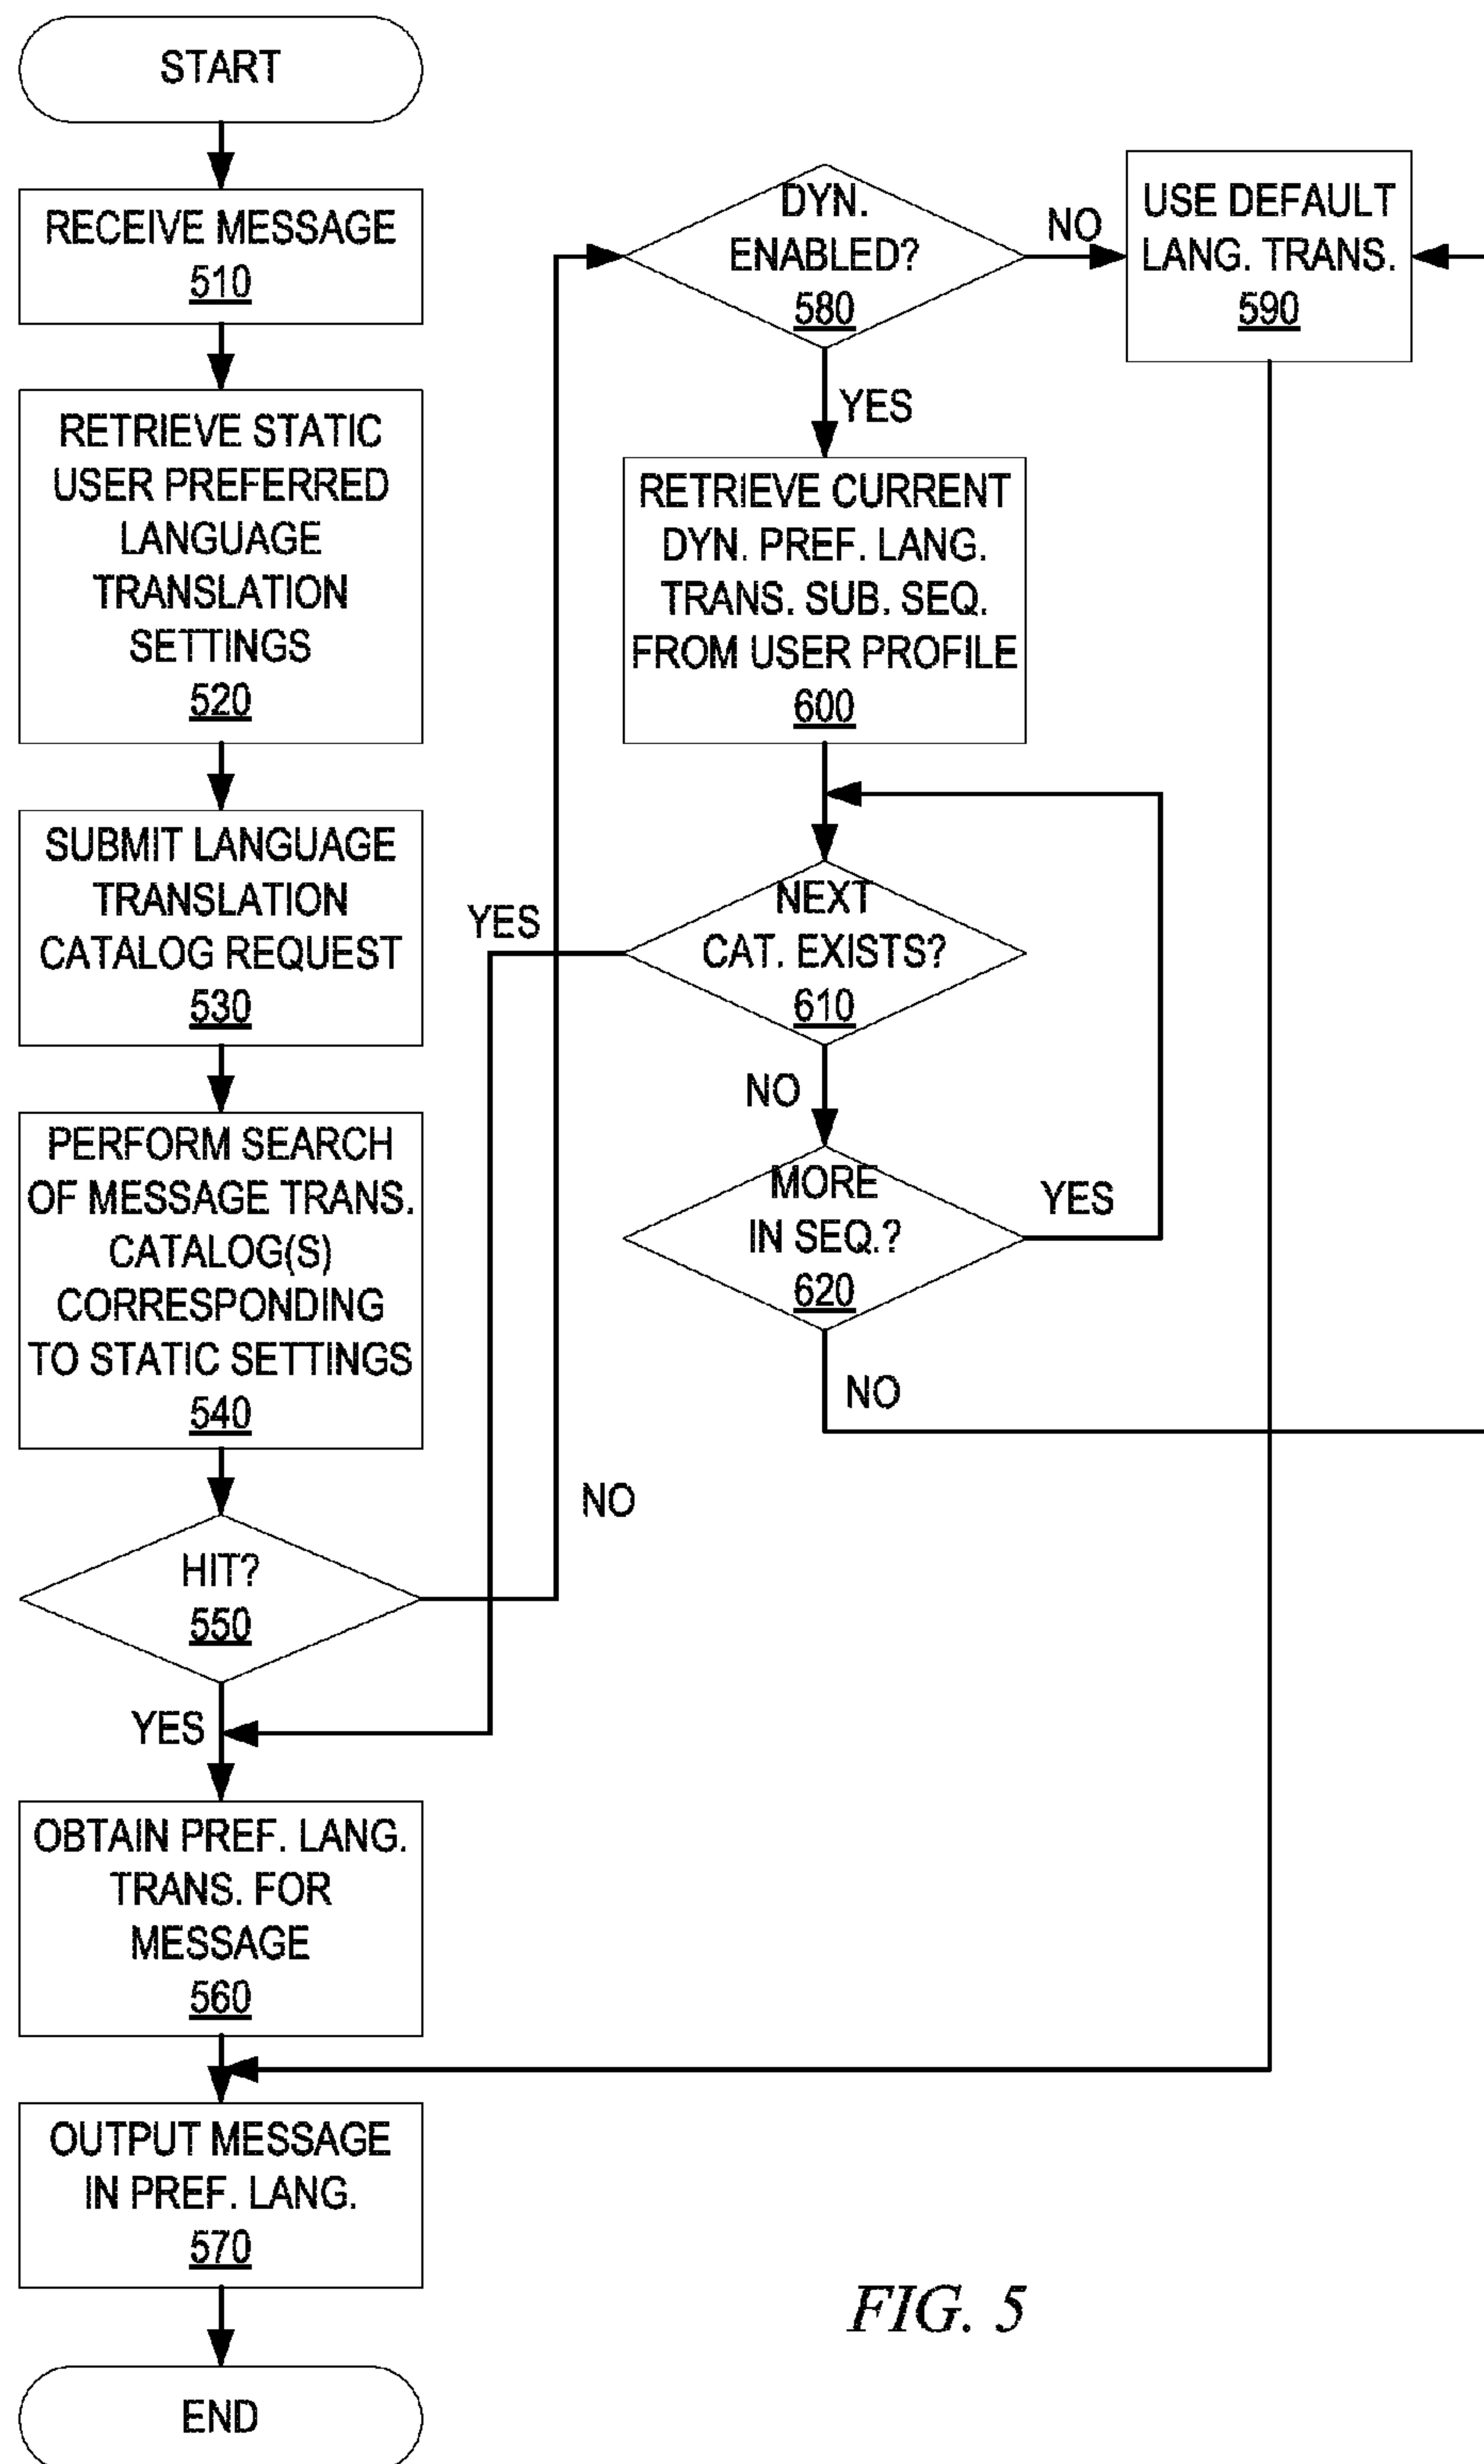 START
RECEIVE MESSAGE
510
RETRIEVE STATIC
USER PREFERRED
LANGUAGE
TRANSLATION
SETTINGS
520
SUBMIT LANGUAGE
TRANSLATION
CATALOG REQUEST
530
PERFORM SEARCH
OF MESSAGE TRANS.
CATALOG(S)
CORRESPONDING
TO STATIC SETTINGS
540
HIT?
550
NO
YES
OBTAIN PREF. LANG.
TRANS. FOR
MESSAGE
560
OUTPUT MESSAGE
IN PREF. LANG.
570
END
DYN.
ENABLED?
580
NO
YES
USE DEFAULT
LANG. TRANS.
590
RETRIEVE CURRENT
DYN. PREF. LANG.
TRANS. SUB. SEQ.
FROM USER PROFILE
600
NEXT
CAT. EXISTS?
610
YES
NO
MORE
IN SEQ.?
620
YES
NO
FIG. 5